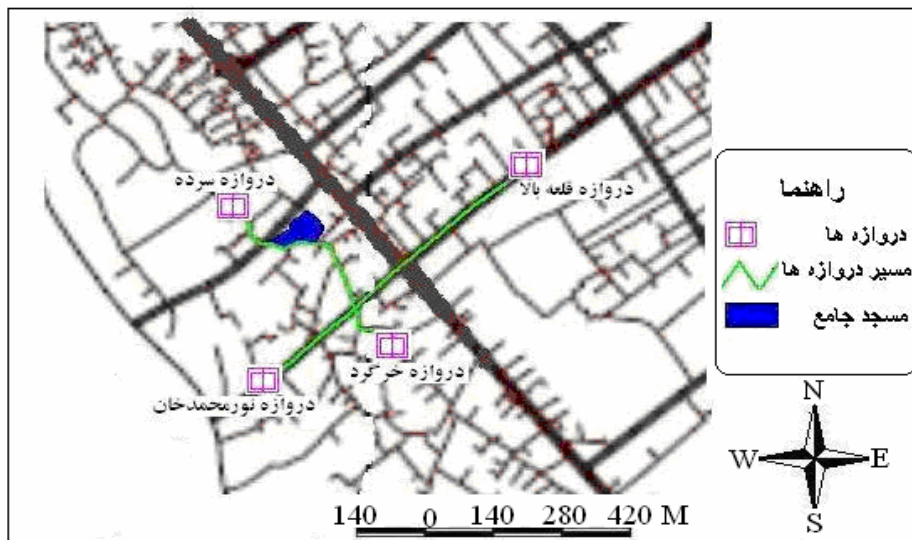 دروازه سرده
دروازه قلعه بالا
دروازه خرگرد
دروازه نورمحمدخان
راهنما
دروازه ها
مسیر دروازه ها
مسجد جامع
N
W E
S
140 0 140 280 420 M